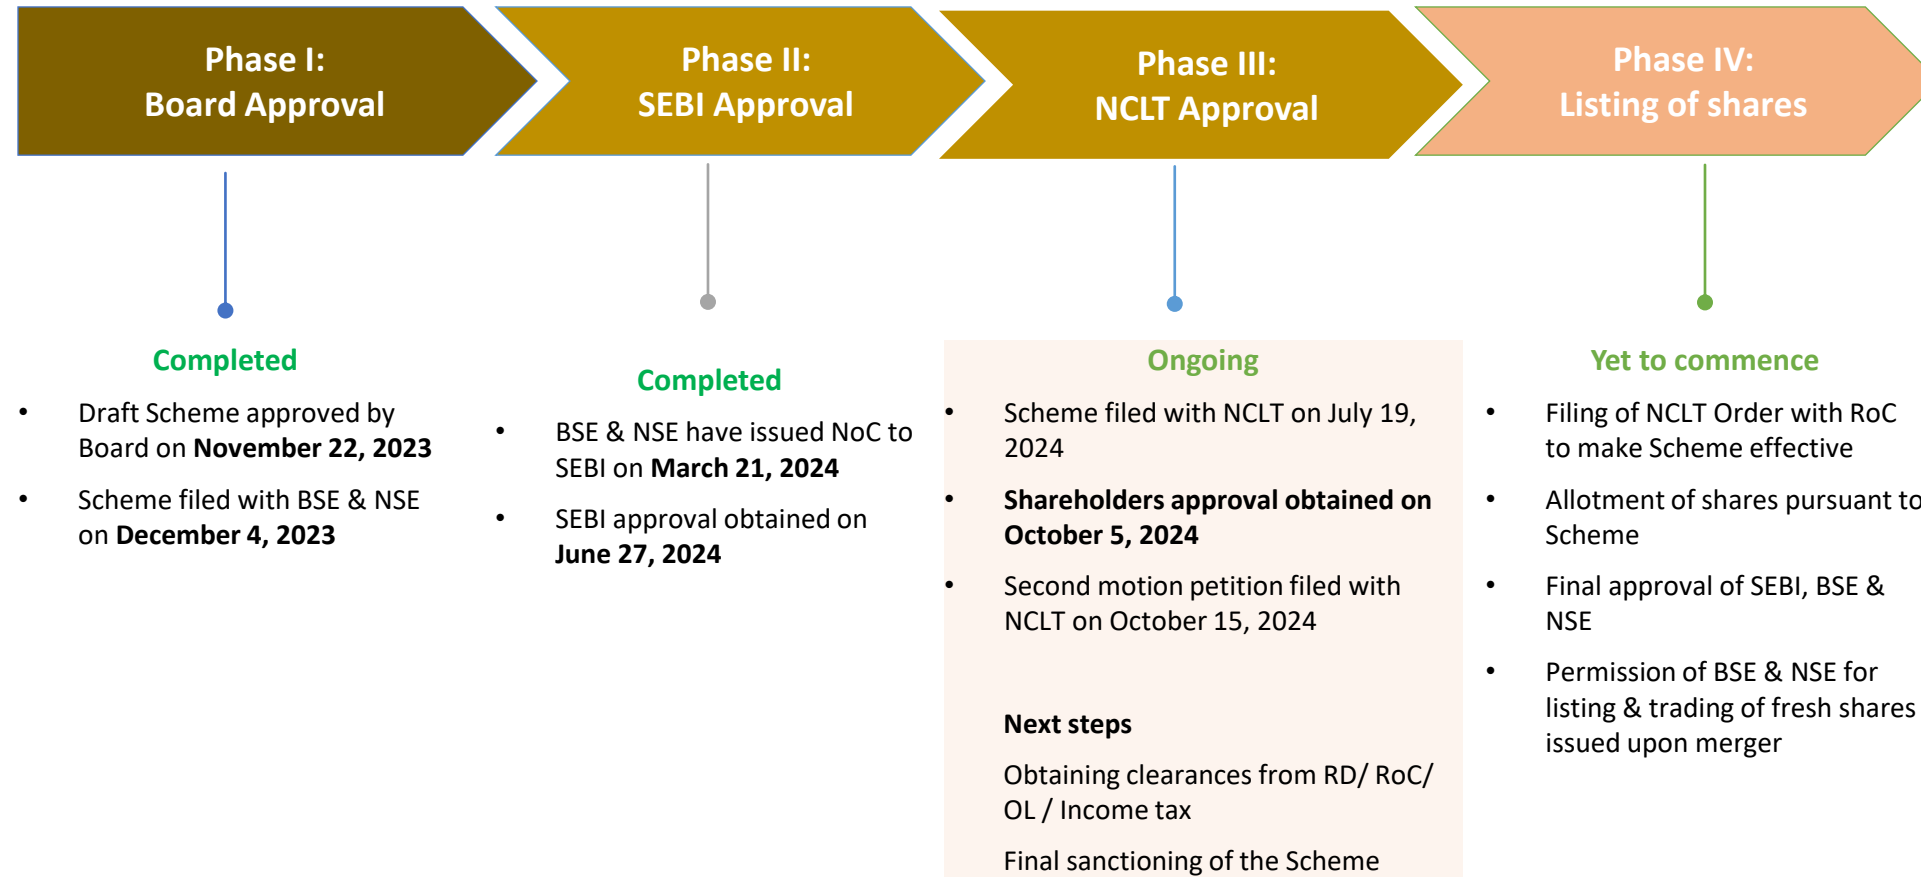 Phase I:
Board Approval
Phase II:
SEBI Approval
Phase III:
NCLT Approval
Phase IV:
Listing of shares
Completed
• Draft Scheme approved by
Board on November 22, 2023
• Scheme filed with BSE & NSE
on December 4, 2023
Completed
• BSE & NSE have issued NoC to
SEBI on March 21, 2024
• SEBI approval obtained on
June 27, 2024
Ongoing
• Scheme filed with NCLT on July 19,
2024
• Shareholders approval obtained on
October 5, 2024
• Second motion petition filed with
NCLT on October 15, 2024
Next steps
Obtaining clearances from RD/ RoC/
OL / Income tax
Final sanctioning of the Scheme
Yet to commence
• Filing of NCLT Order with RoC
to make Scheme effective
• Allotment of shares pursuant to
Scheme
• Final approval of SEBI, BSE &
NSE
• Permission of BSE & NSE for
listing & trading of fresh shares
issued upon merger